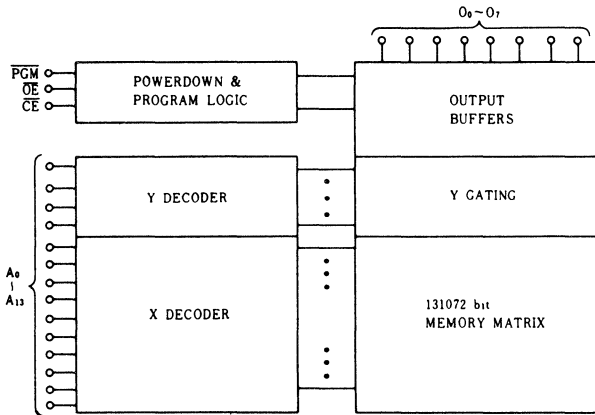 O₀~O₇
PGM
OE
CE
POWERDOWN &
PROGRAM LOGIC
OUTPUT
BUFFERS
Y DECODER
Y GATING
A₀
~
A₁₃
X DECODER
131072 bit
MEMORY MATRIX